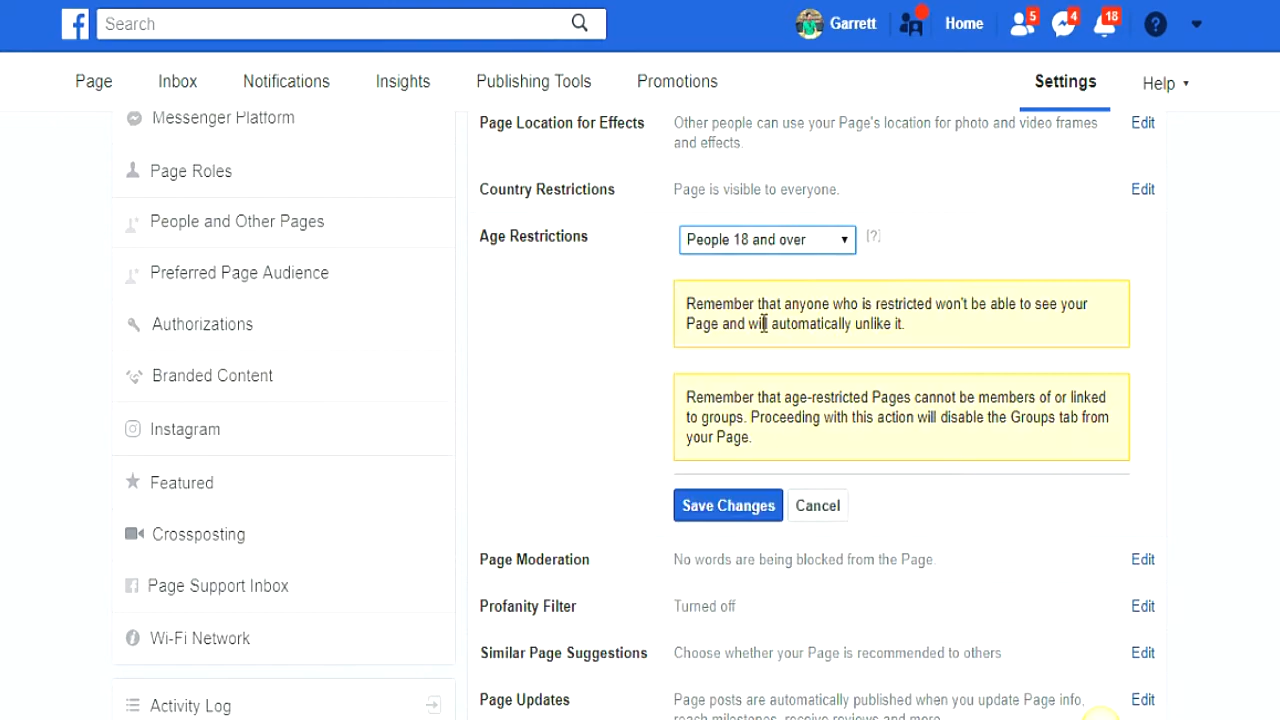 f
Search
Garrett
Home
5
4
18
?
Page
Inbox
Notifications
Insights
Publishing Tools
Promotions
Settings
Help
Messenger Platform
Page Roles
People and Other Pages
Preferred Page Audience
Authorizations
Branded Content
Instagram
Featured
Crossposting
Page Support Inbox
Wi-Fi Network
Activity Log
Page Location for Effects
Other people can use your Page's location for photo and video frames
and effects.
Edit
Country Restrictions
Page is visible to everyone.
Edit
Age Restrictions
People 18 and over
[?]
Remember that anyone who is restricted won't be able to see your
Page and will automatically unlike it.
Remember that age-restricted Pages cannot be members of or linked
to groups. Proceeding with this action will disable the Groups tab from
your Page.
Save Changes
Cancel
Page Moderation
No words are being blocked from the Page.
Edit
Profanity Filter
Turned off
Edit
Similar Page Suggestions
Choose whether your Page is recommended to others
Edit
Page Updates
Page posts are automatically published when you update Page info,
Edit
reach milestones, receive reviews and more.